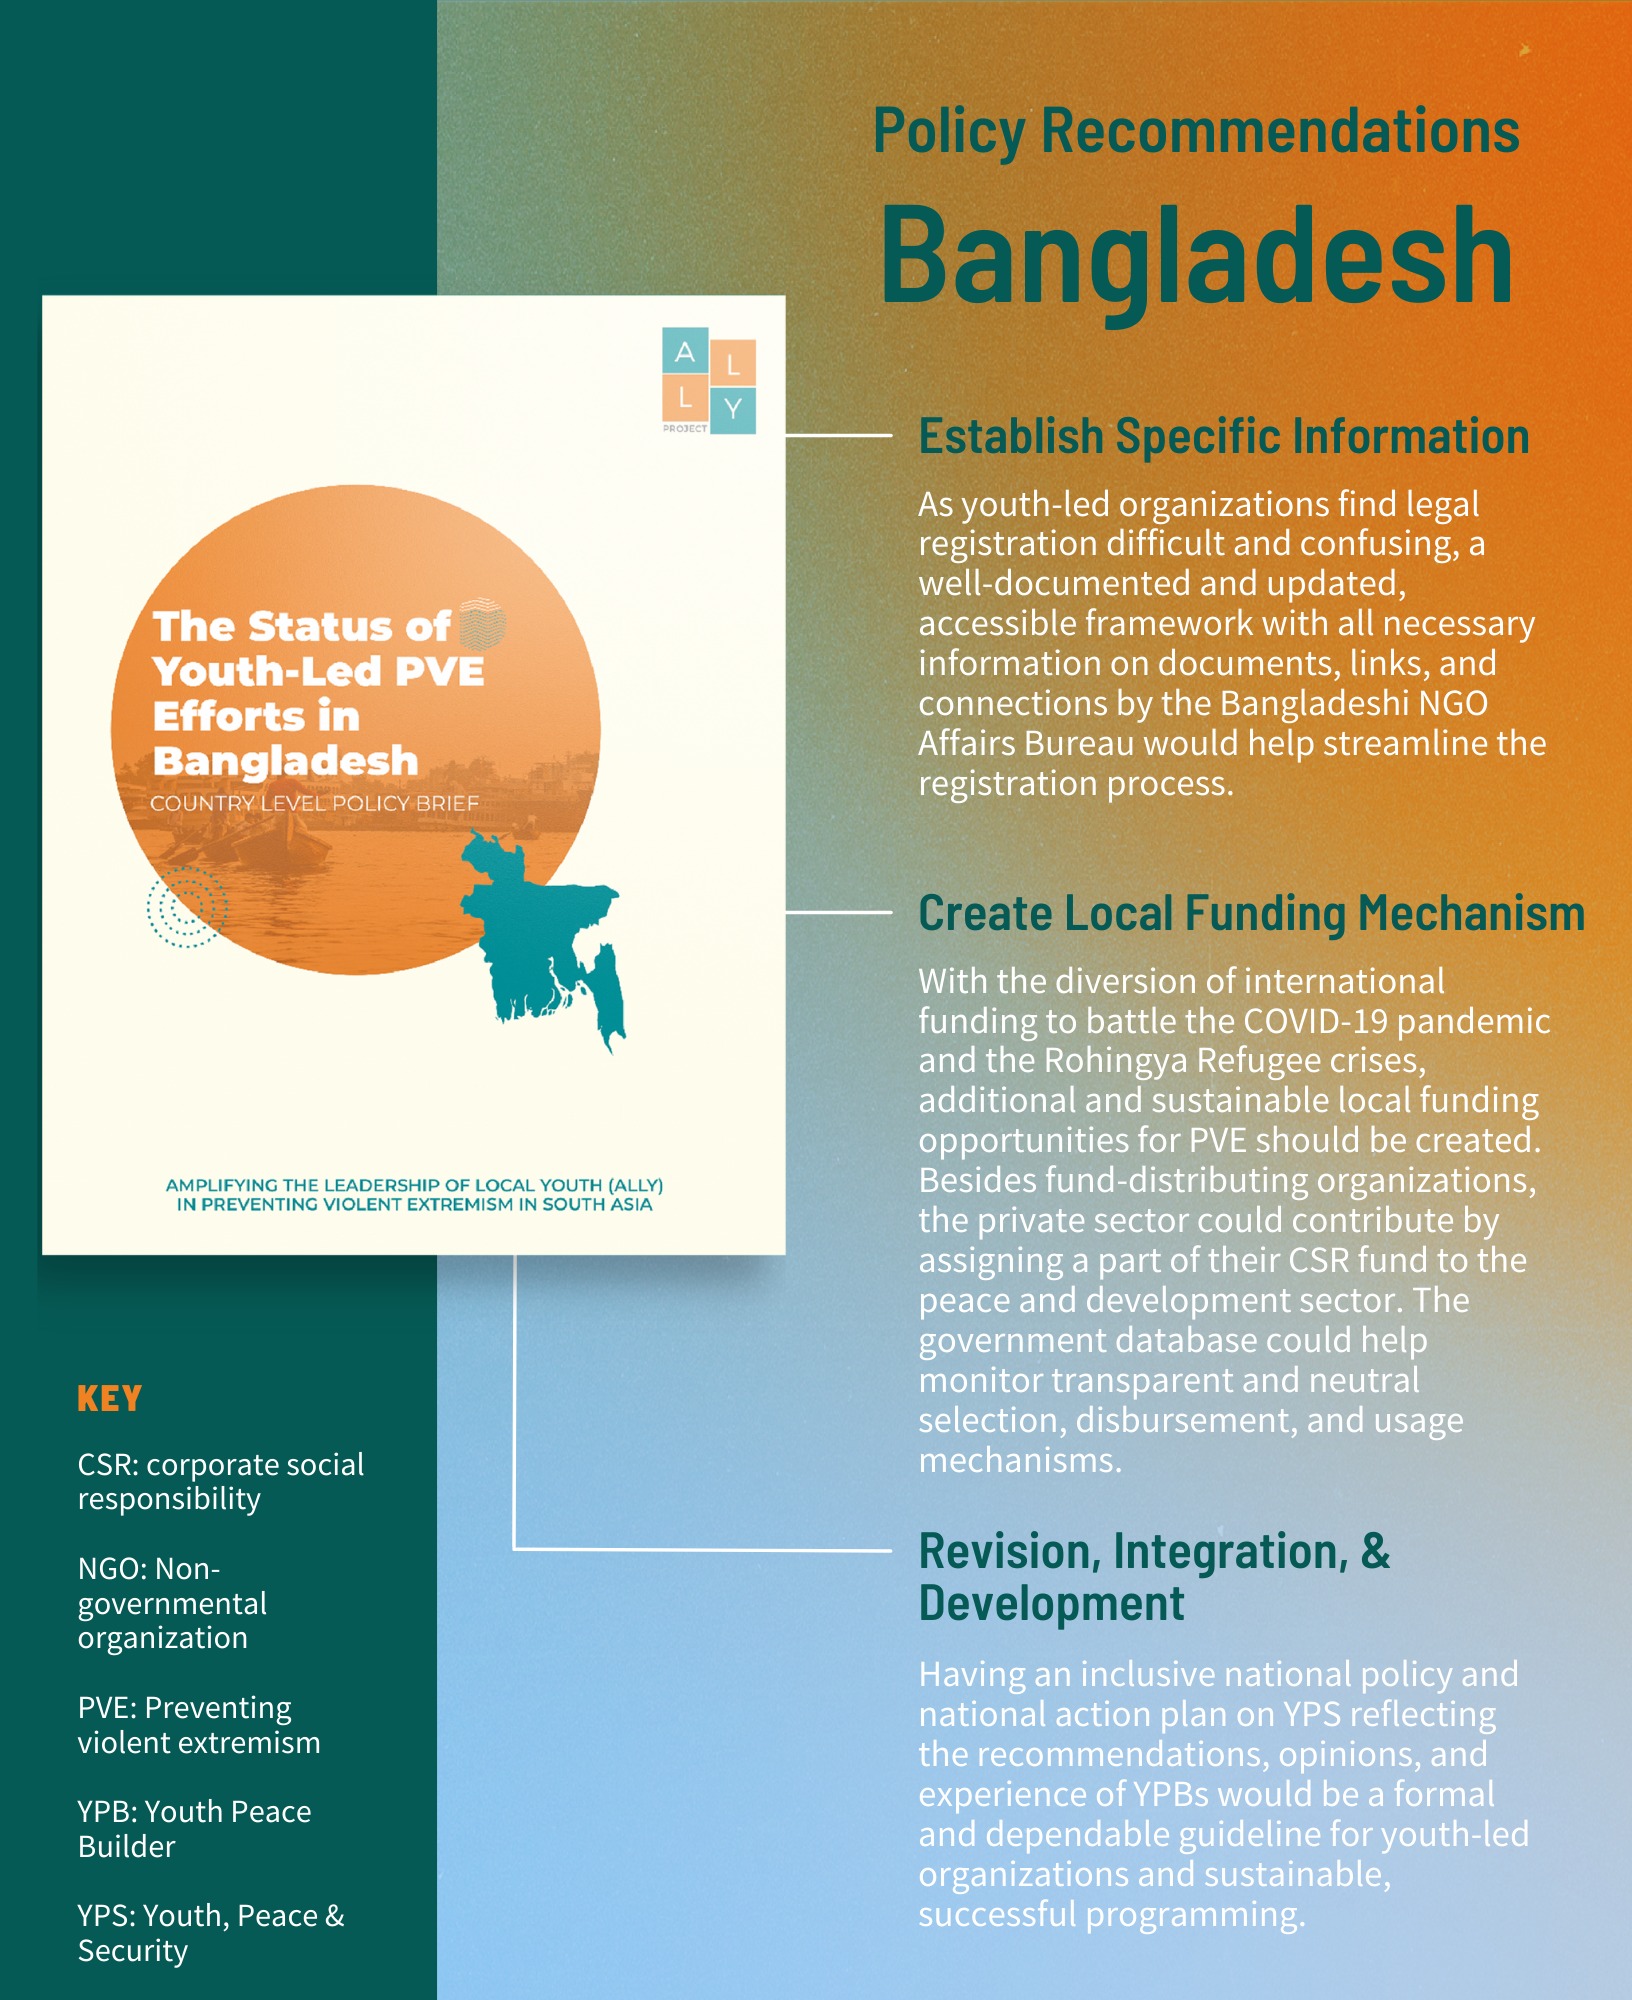 Policy Recommendations
Bangladesh
A
L
L
Y
PROJECT
The Status of
Youth-Led PVE
Efforts in
Bangladesh
COUNTRY LEVEL POLICY BRIEF
AMPLIFYING THE LEADERSHIP OF LOCAL YOUTH (ALLY)
IN PREVENTING VIOLENT EXTREMISM IN SOUTH ASIA
Establish Specific Information
As youth-led organizations find legal
registration difficult and confusing, a
well-documented and updated,
accessible framework with all necessary
information on documents, links, and
connections by the Bangladeshi NGO
Affairs Bureau would help streamline the
registration process.
Create Local Funding Mechanism
With the diversion of international
funding to battle the COVID-19 pandemic
and the Rohingya Refugee crises,
additional and sustainable local funding
opportunities for PVE should be created.
Besides fund-distributing organizations,
the private sector could contribute by
assigning a part of their CSR fund to the
peace and development sector. The
government database could help
monitor transparent and neutral
selection, disbursement, and usage
mechanisms.
Revision, Integration, &
Development
Having an inclusive national policy and
national action plan on YPS reflecting
the recommendations, opinions, and
experience of YPBs would be a formal
and dependable guideline for youth-led
organizations and sustainable,
successful programming.
KEY
CSR: corporate social
responsibility
NGO: Non-
governmental
organization
PVE: Preventing
violent extremism
YPB: Youth Peace
Builder
YPS: Youth, Peace &
Security